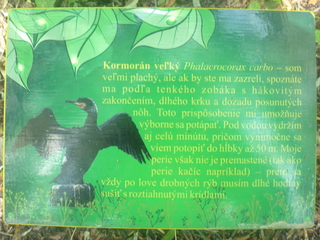 Kormorán veľký Phalacrocorax carbo – som
veľmi plachý, ale ak by ste ma zazreli, spoznáte
ma podľa tenkého zobáka s hákovitým
zakončením, dlhého krku a dozadu posunutých
nôh. Toto prispôsobenie mi umožňuje
výborne sa potápať. Pod vodou vydržím
aj celú minútu, pričom výnimočne sa
viem potopiť do hĺbky až 50 m. Moje
perie však nie je premastené (tak ako
perie kačíc napríklad) – preto sa
vždy po love drobných rýb musím dlhé hodiny
sušiť s roztiahnutými krídlami.